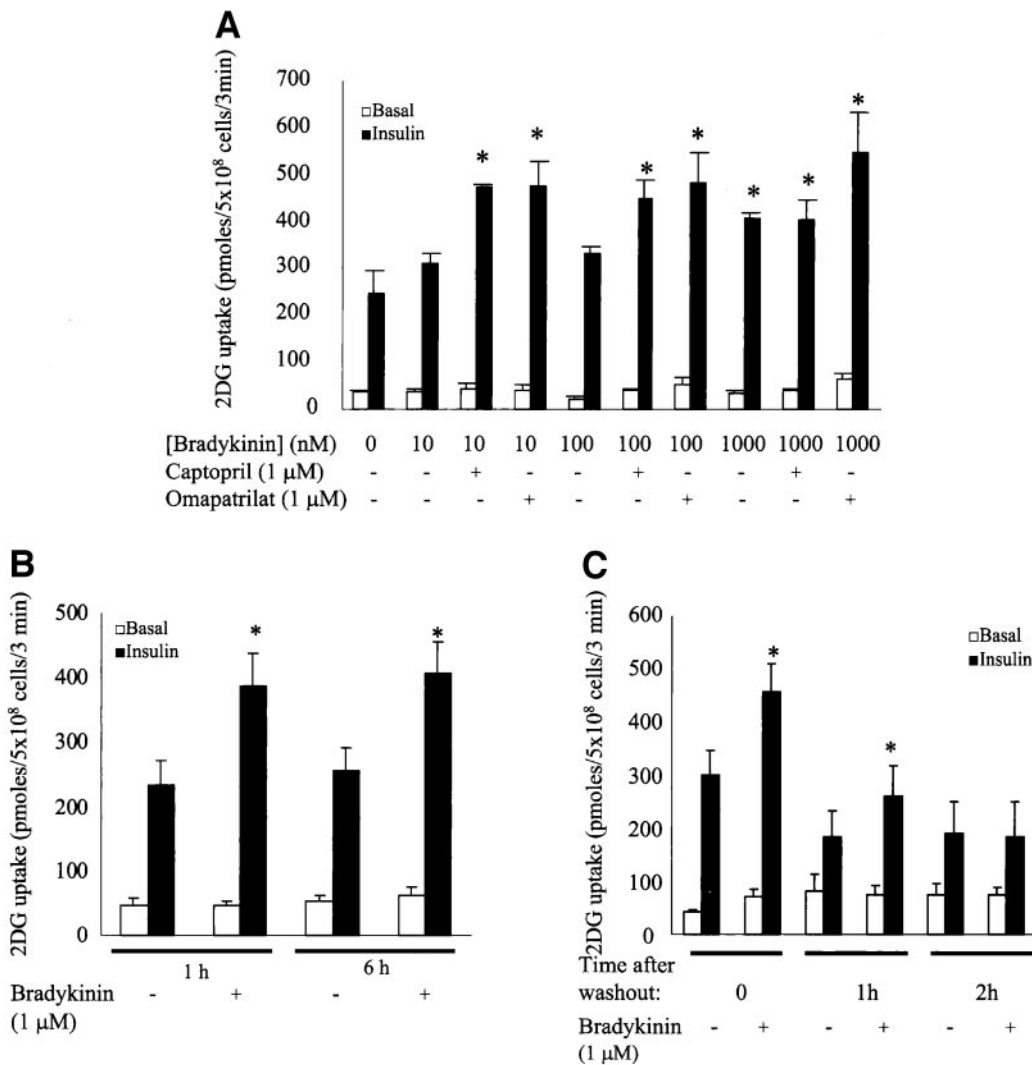 A
2DG uptake (pmoles/5x10⁸ cells/3min)
700
600
500
400
300
200
100
0
Basal
Insulin
* * * * * * *
[Bradykinin] (nM) 0 10 10 10 100 100 100 1000 1000 1000
Captopril (1 μM) - - + - - + - - + -
Omapatrilat (1 μM) - - - + - - + - - +
B
2DG uptake (pmoles/5x10⁸ cells/3 min)
500
400
300
200
100
0
Basal
Insulin
* *
1 h 6 h
Bradykinin - + - +
(1 μM)
C
2DG uptake (pmoles/5x10⁸ cells/3 min)
600
500
400
300
200
100
0
Basal
Insulin
* *
Time after
washout: 0 1h 2h
Bradykinin - + - + - +
(1 μM)